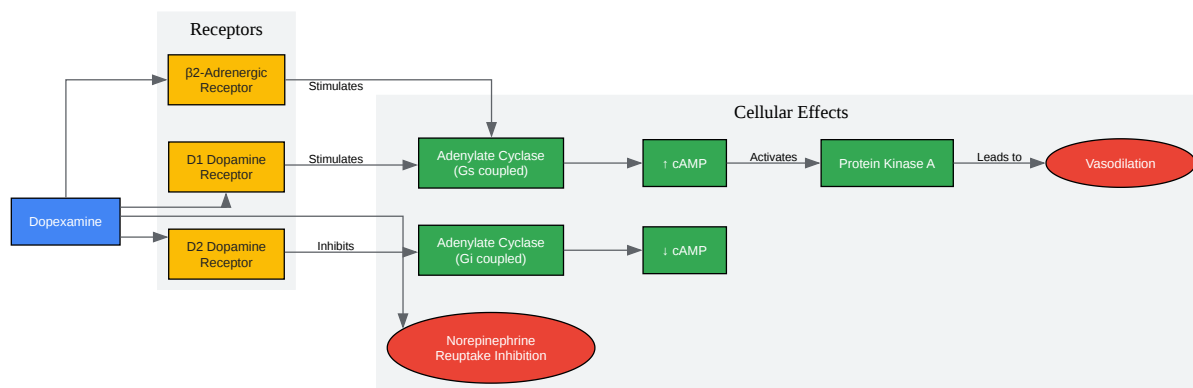 Receptors
β2-Adrenergic
Receptor
Stimulates
Cellular Effects
D1 Dopamine
Receptor
Stimulates
Adenylate Cyclase
(Gs coupled)
↑ cAMP
Activates
Protein Kinase A
Leads to
Vasodilation
Dopexamine
D2 Dopamine
Receptor
Inhibits
Adenylate Cyclase
(Gi coupled)
↓ cAMP
Norepinephrine
Reuptake Inhibition